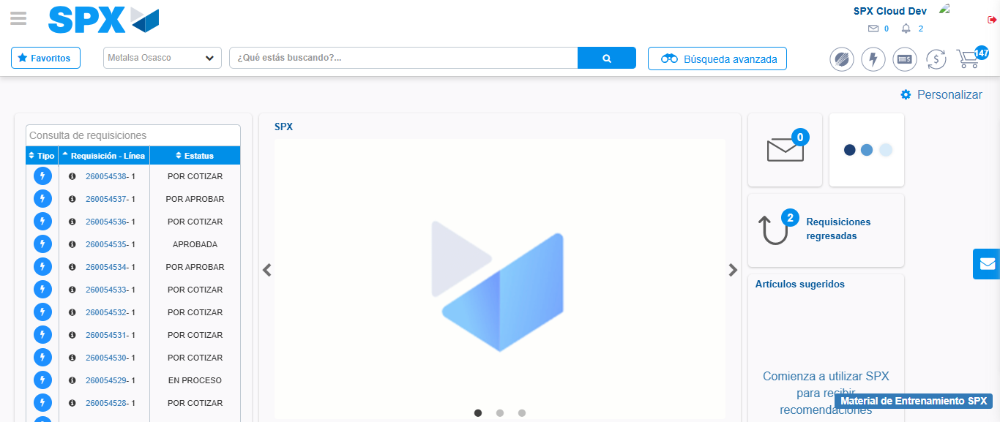 SPX
SPX Cloud Dev
0 2
Favoritos
Metalsa Osasco
¿Qué estás buscando?...
Búsqueda avanzada
147
Personalizar
Consulta de requisiciones
Tipo Requisición - Línea Estatus
260054538- 1 POR COTIZAR
260054537- 1 POR APROBAR
260054536- 1 POR COTIZAR
260054535- 1 APROBADA
260054534- 1 POR APROBAR
260054533- 1 POR COTIZAR
260054532- 1 POR COTIZAR
260054531- 1 POR COTIZAR
260054530- 1 POR COTIZAR
260054529- 1 EN PROCESO
260054528- 1 POR COTIZAR
SPX
0
2
Requisiciones
regresadas
Artículos sugeridos
Comienza a utilizar SPX
para recibir
recomendaciones
Material de Entrenamiento SPX